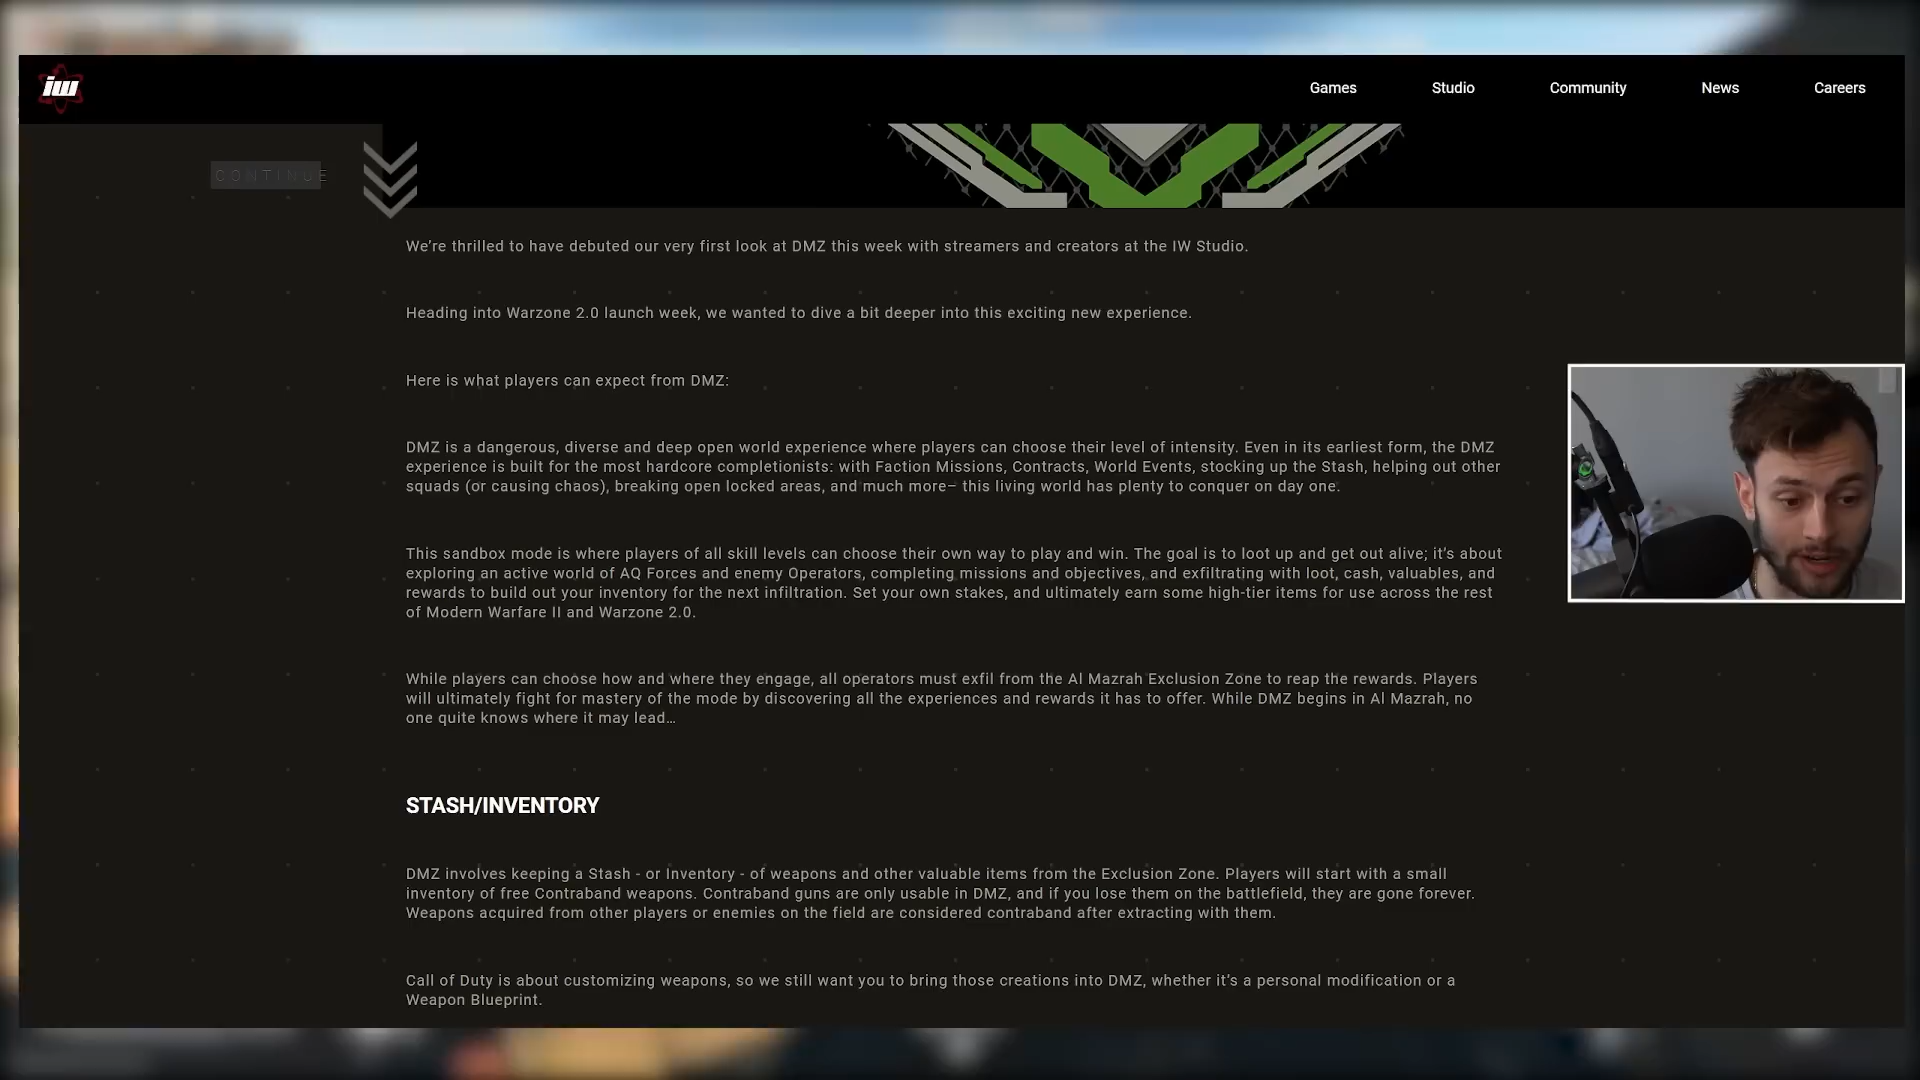 iw
Games
Studio
Community
News
Careers
CONTINUE
We’re thrilled to have debuted our very first look at DMZ this week with streamers and creators at the IW Studio.
Heading into Warzone 2.0 launch week, we wanted to dive a bit deeper into this exciting new experience.
Here is what players can expect from DMZ:
DMZ is a dangerous, diverse and deep open world experience where players can choose their level of intensity. Even in its earliest form, the DMZ
experience is built for the most hardcore completionists: with Faction Missions, Contracts, World Events, stocking up the Stash, helping out other
squads (or causing chaos), breaking open locked areas, and much more– this living world has plenty to conquer on day one.
This sandbox mode is where players of all skill levels can choose their own way to play and win. The goal is to loot up and get out alive; it’s about
exploring an active world of AQ Forces and enemy Operators, completing missions and objectives, and exfiltrating with loot, cash, valuables, and
rewards to build out your inventory for the next infiltration. Set your own stakes, and ultimately earn some high-tier items for use across the rest
of Modern Warfare II and Warzone 2.0.
While players can choose how and where they engage, all operators must exfil from the Al Mazrah Exclusion Zone to reap the rewards. Players
will ultimately fight for mastery of the mode by discovering all the experiences and rewards it has to offer. While DMZ begins in Al Mazrah, no
one quite knows where it may lead…
STASH/INVENTORY
DMZ involves keeping a Stash - or Inventory - of weapons and other valuable items from the Exclusion Zone. Players will start with a small
inventory of free Contraband weapons. Contraband guns are only usable in DMZ, and if you lose them on the battlefield, they are gone forever.
Weapons acquired from other players or enemies on the field are considered contraband after extracting with them.
Call of Duty is about customizing weapons, so we still want you to bring those creations into DMZ, whether it’s a personal modification or a
Weapon Blueprint.